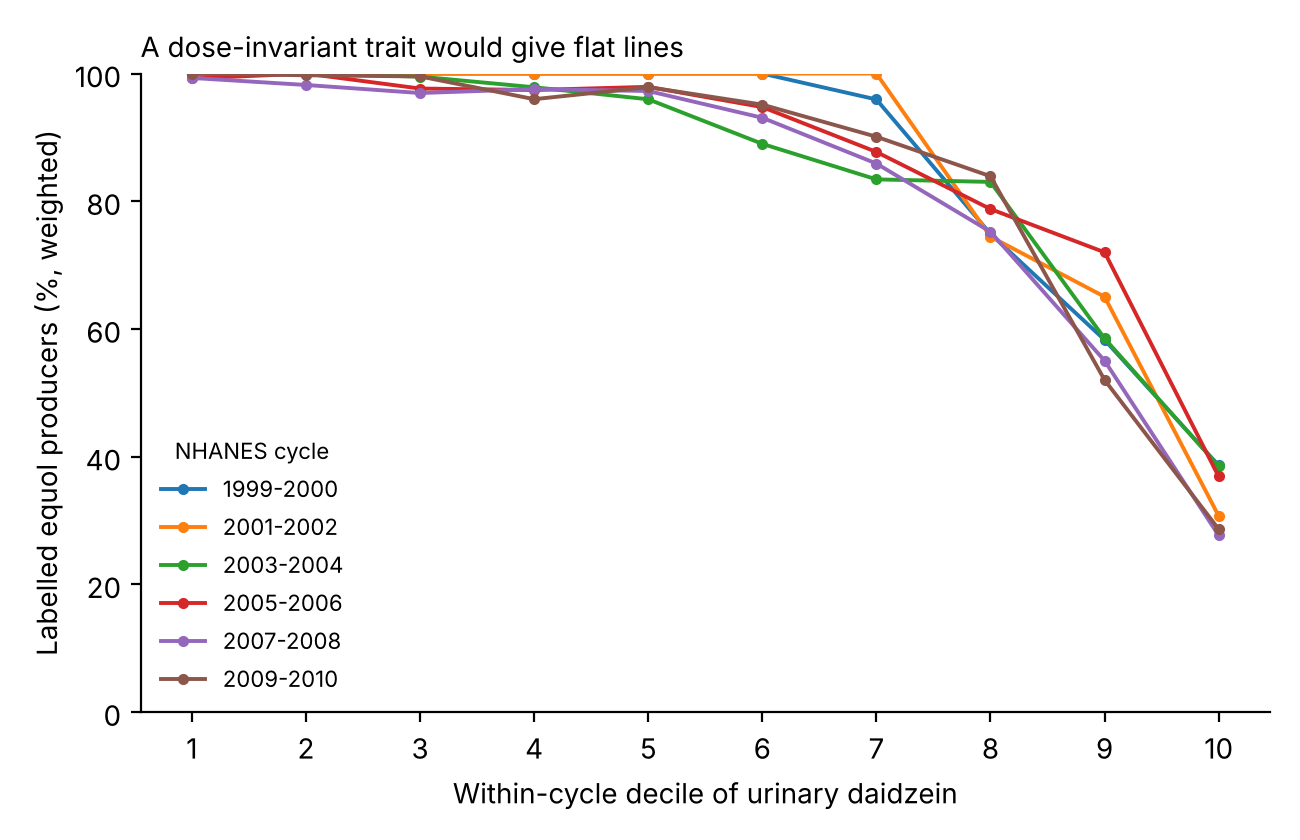 A dose-invariant trait would give flat lines
Labelled equol producers (%, weighted)
100
80
60
40
20
0
NHANES cycle
1999-2000
2001-2002
2003-2004
2005-2006
2007-2008
2009-2010
1 2 3 4 5 6 7 8 9 10
Within-cycle decile of urinary daidzein